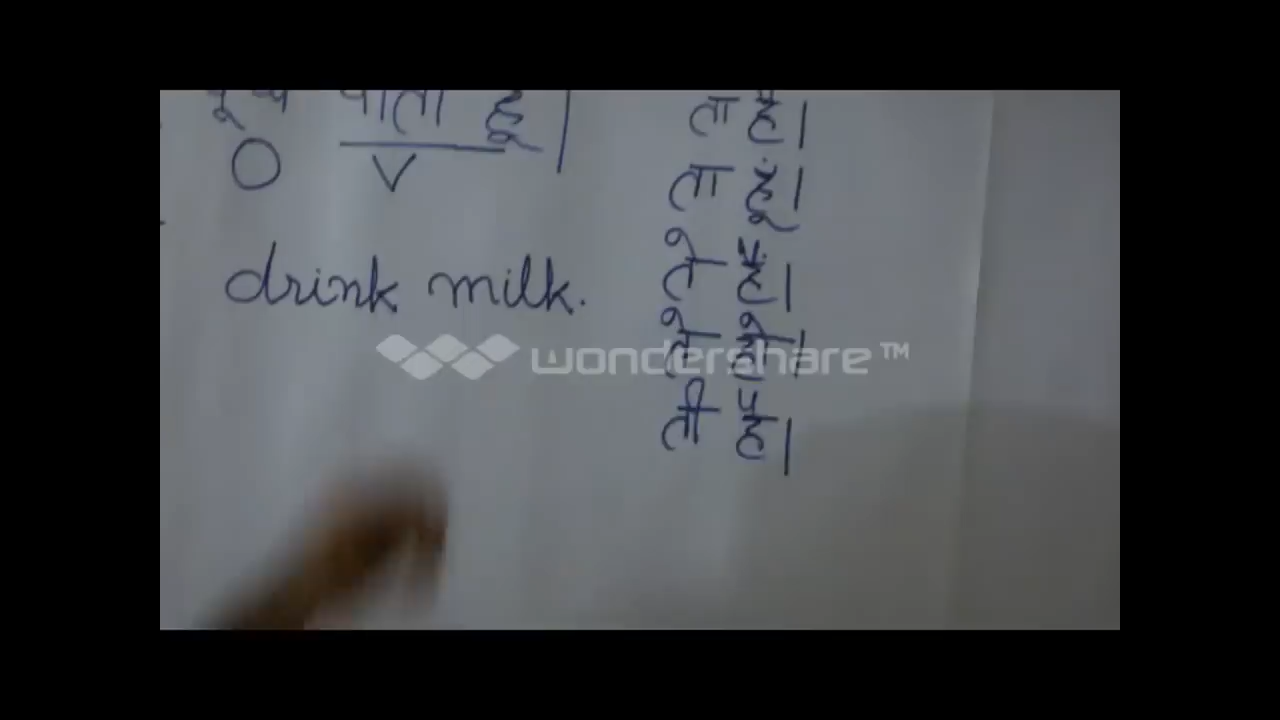 पीता हूँ|
O V
drink milk.
ता है|
ता हूं|
ते हैं|
ते हो|
ती है|
wondershare™